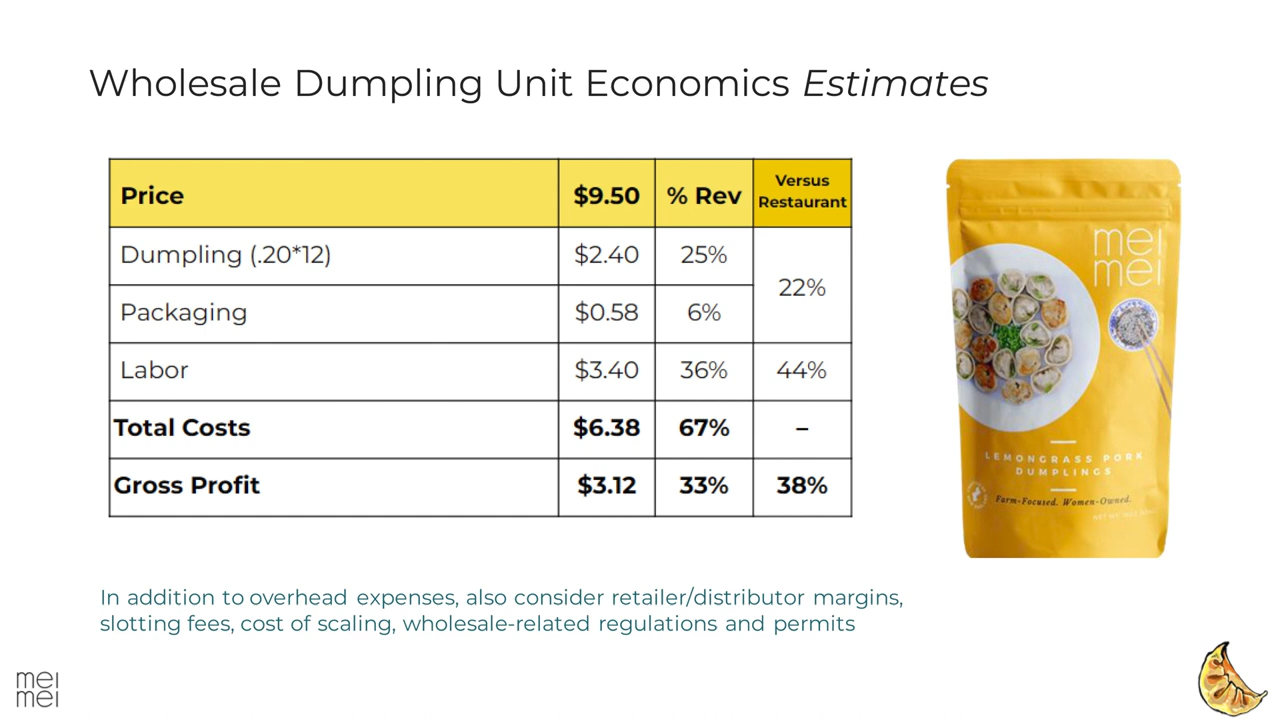 Wholesale Dumpling Unit Economics Estimates
Price $9.50 % Rev Versus Restaurant
Dumpling (.20*12) $2.40 25% 22%
Packaging $0.58 6%
Labor $3.40 36% 44%
Total Costs $6.38 67% –
Gross Profit $3.12 33% 38%
mei
mei
LEMONGRASS PORK
DUMPLINGS
Farm-Focused. Women-Owned.
In addition to overhead expenses, also consider retailer/distributor margins,
slotting fees, cost of scaling, wholesale-related regulations and permits
mei
mei